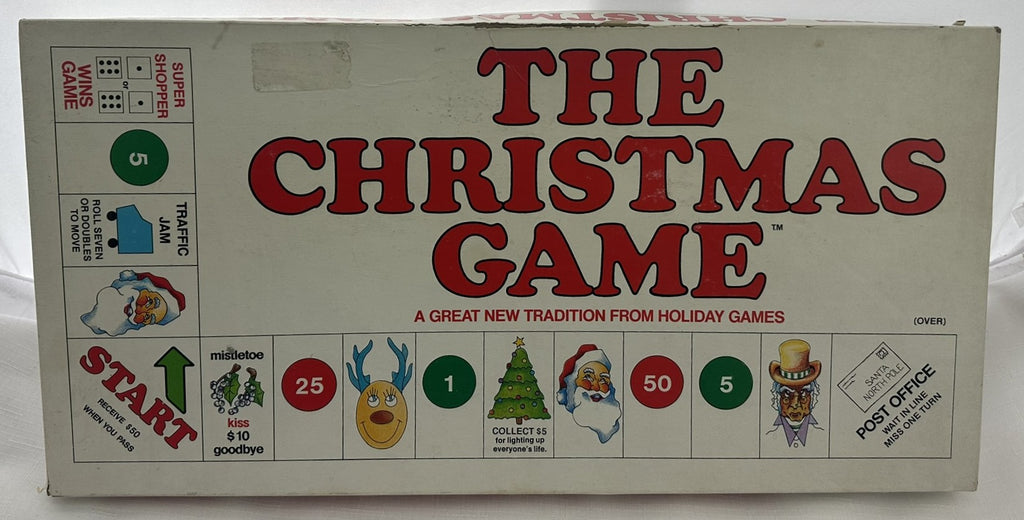 THE
CHRISTMAS
GAME™
A GREAT NEW TRADITION FROM HOLIDAY GAMES
(OVER)
SUPER
SHOPPER
or
WINS
GAME
5
TRAFFIC
JAM
ROLL SEVEN
OR DOUBLES
TO MOVE
START
RECEIVE $50
WHEN YOU PASS
mistletoe
kiss
$10
goodbye
25
1
COLLECT $5
for lighting up
everyone's life.
50
5
SANTA
NORTH POLE
POST OFFICE
WAIT IN LINE
MISS ONE TURN
CHRISTMAS